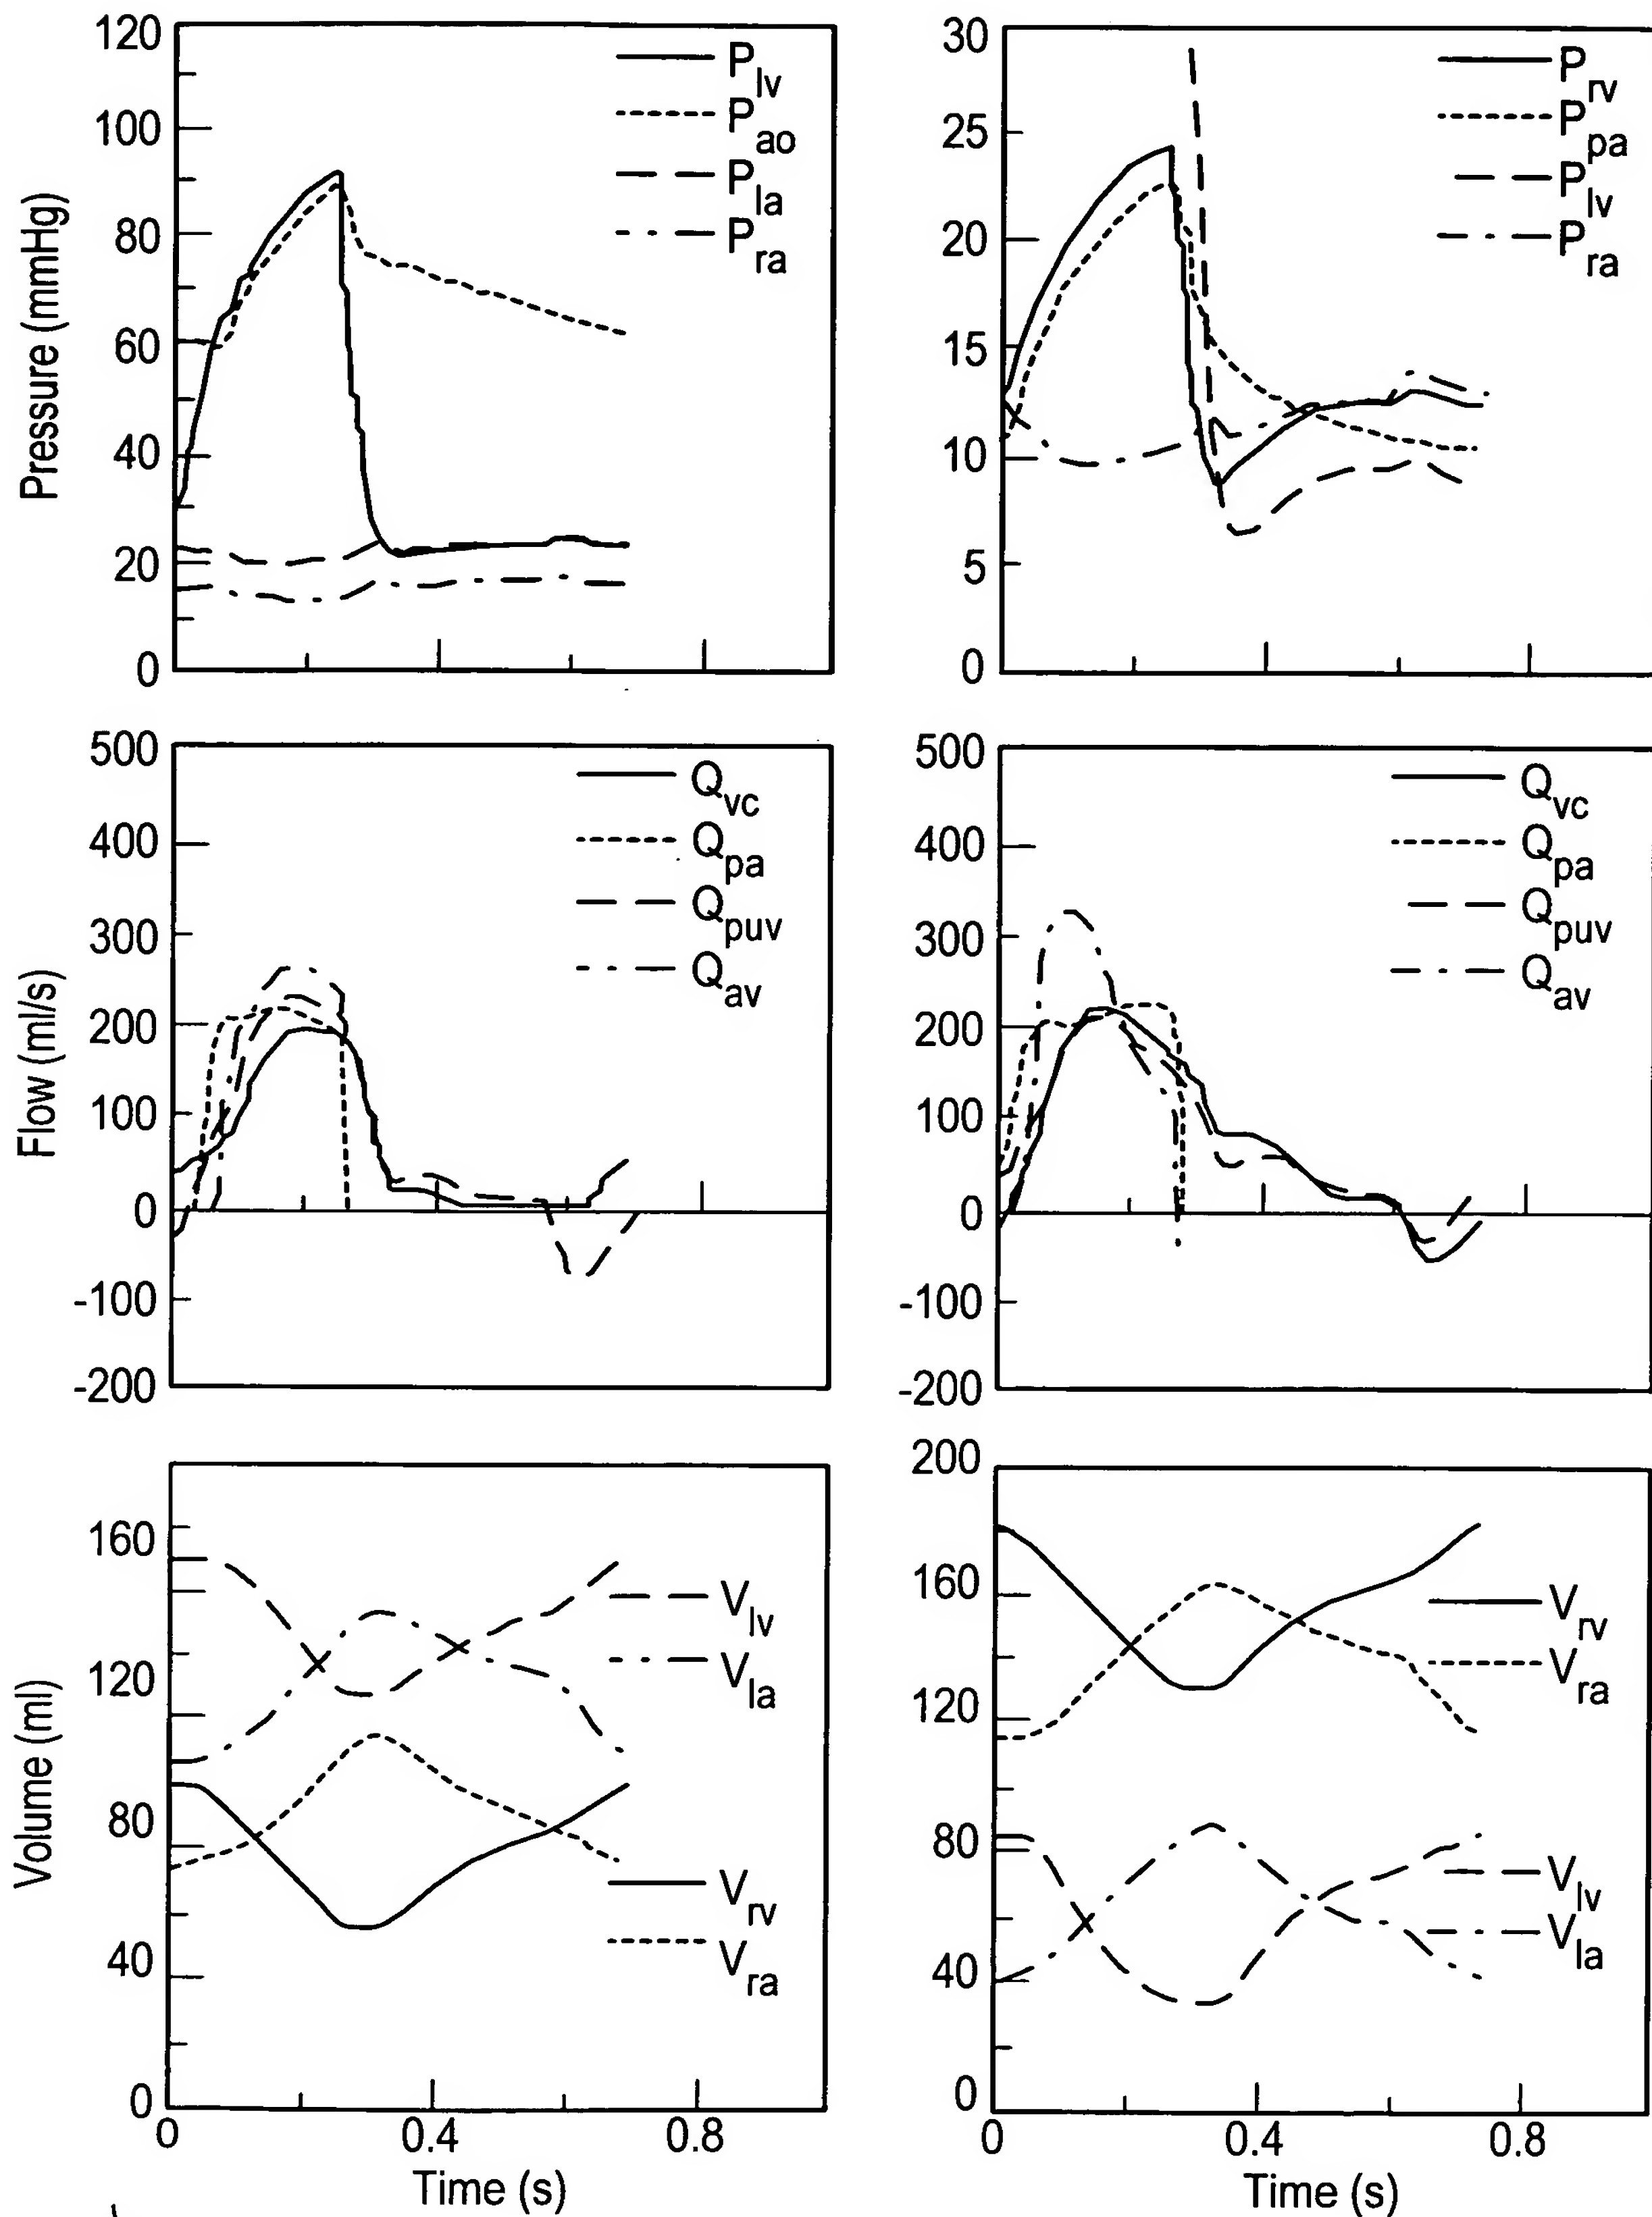 Pressure (mmHg)
120
100
80
60
40
20
0
P_lv
P_ao
P_la
P_ra
30
25
20
15
10
5
0
P_rv
P_pa
P_lv
P_ra
Flow (ml/s)
500
400
300
200
100
0
-100
-200
Q_vc
Q_pa
Q_puv
Q_av
500
400
300
200
100
0
-100
-200
Q_vc
Q_pa
Q_puv
Q_av
Volume (ml)
160
120
80
40
0
V_lv
V_la
V_rv
V_ra
0 0.4 0.8
Time (s)
200
160
120
80
40
0
V_rv
V_ra
V_lv
V_la
0 0.4 0.8
Time (s)